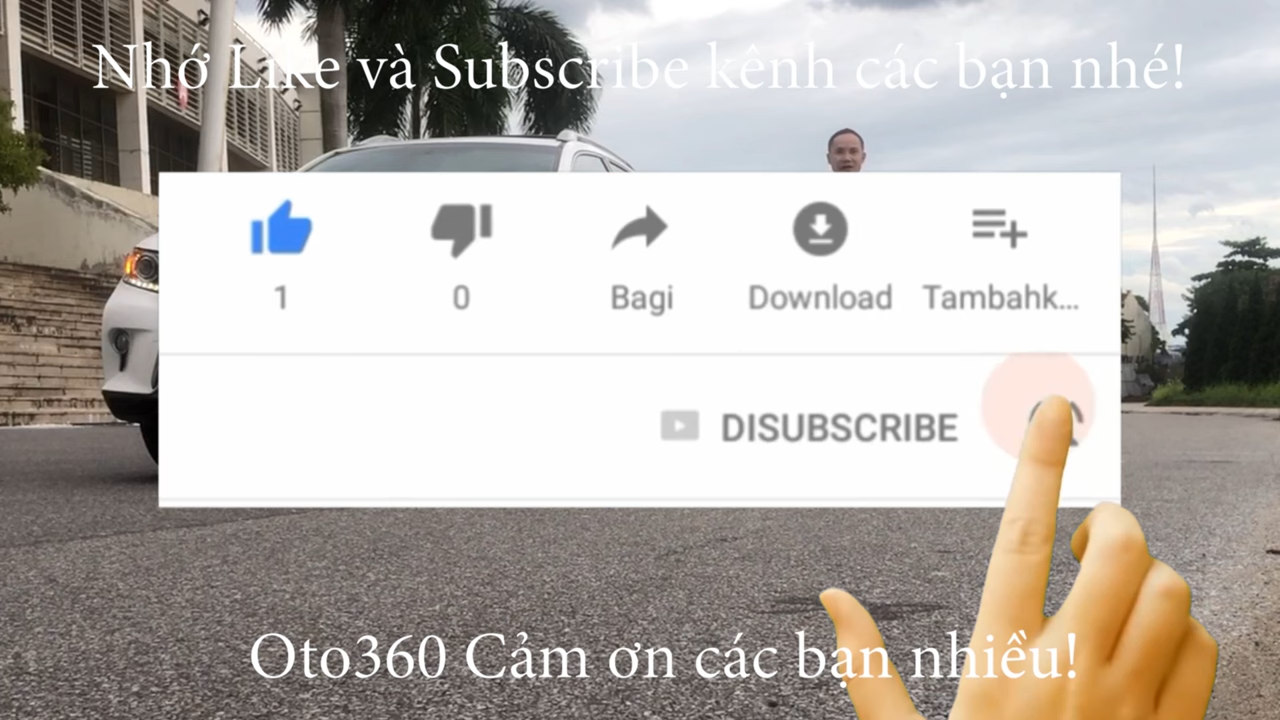 Nhớ Like và Subscribe kênh các bạn nhé!
1 0 Bagi Download Tambahk...
DISUBSCRIBE
Oto360 Cảm ơn các bạn nhiều!